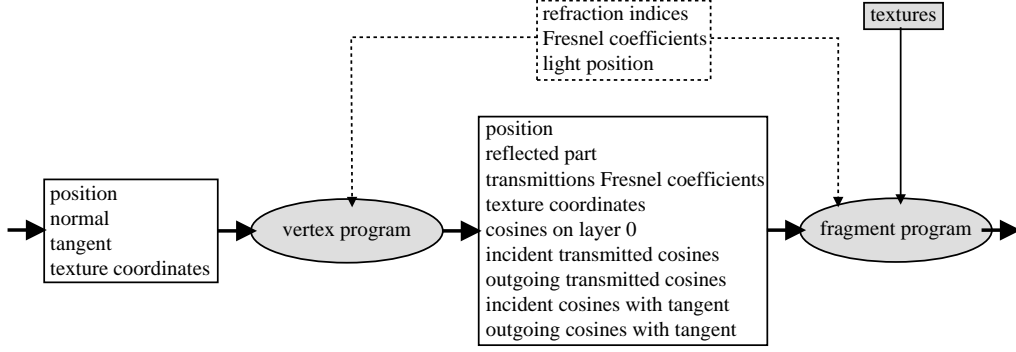 refraction indices
Fresnel coefficients
light position
textures
position
normal
tangent
texture coordinates
vertex program
position
reflected part
transmittions Fresnel coefficients
texture coordinates
cosines on layer 0
incident transmitted cosines
outgoing transmitted cosines
incident cosines with tangent
outgoing cosines with tangent
fragment program